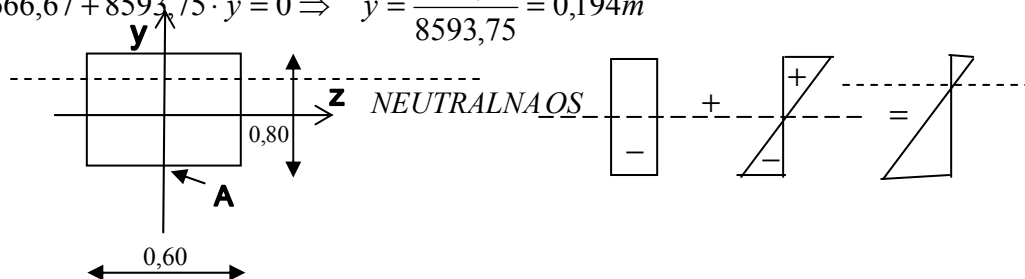 666,67 + 8593,75 · y = 0 ⇒ y = / 8593,75 = 0,194m
y
z
NEUTRALNA OS
+
+
=
0,80
−
−
A
0,60